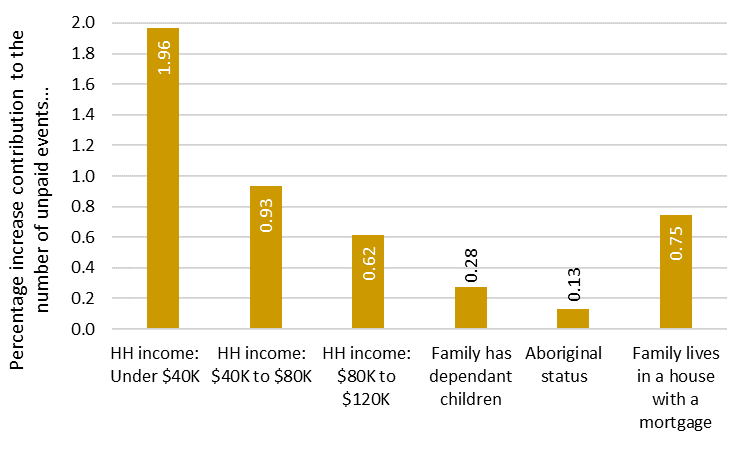 Percentage increase contribution to the
number of unpaid events...
2.0
1.8
1.6
1.4
1.2
1.0
0.8
0.6
0.4
0.2
0.0
1.96
0.93
0.62
0.28
0.13
0.75
HH income:
Under $40K
HH income:
$40K to $80K
HH income:
$80K to
$120K
Family has
dependant
children
Aboriginal
status
Family lives
in a house
with a
mortgage